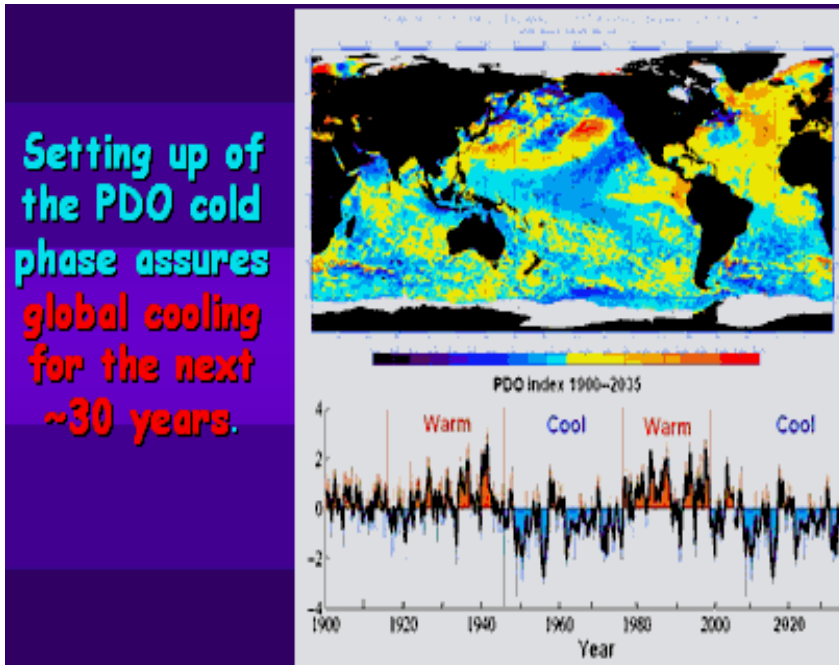 Setting up of
the PDO cold
phase assures
global cooling
for the next
~30 years.
PDO index 1900–2035
4
2
0
-2
-4
Warm
Cool
Warm
Cool
1900
1920
1940
1960
1980
2000
2020
Year